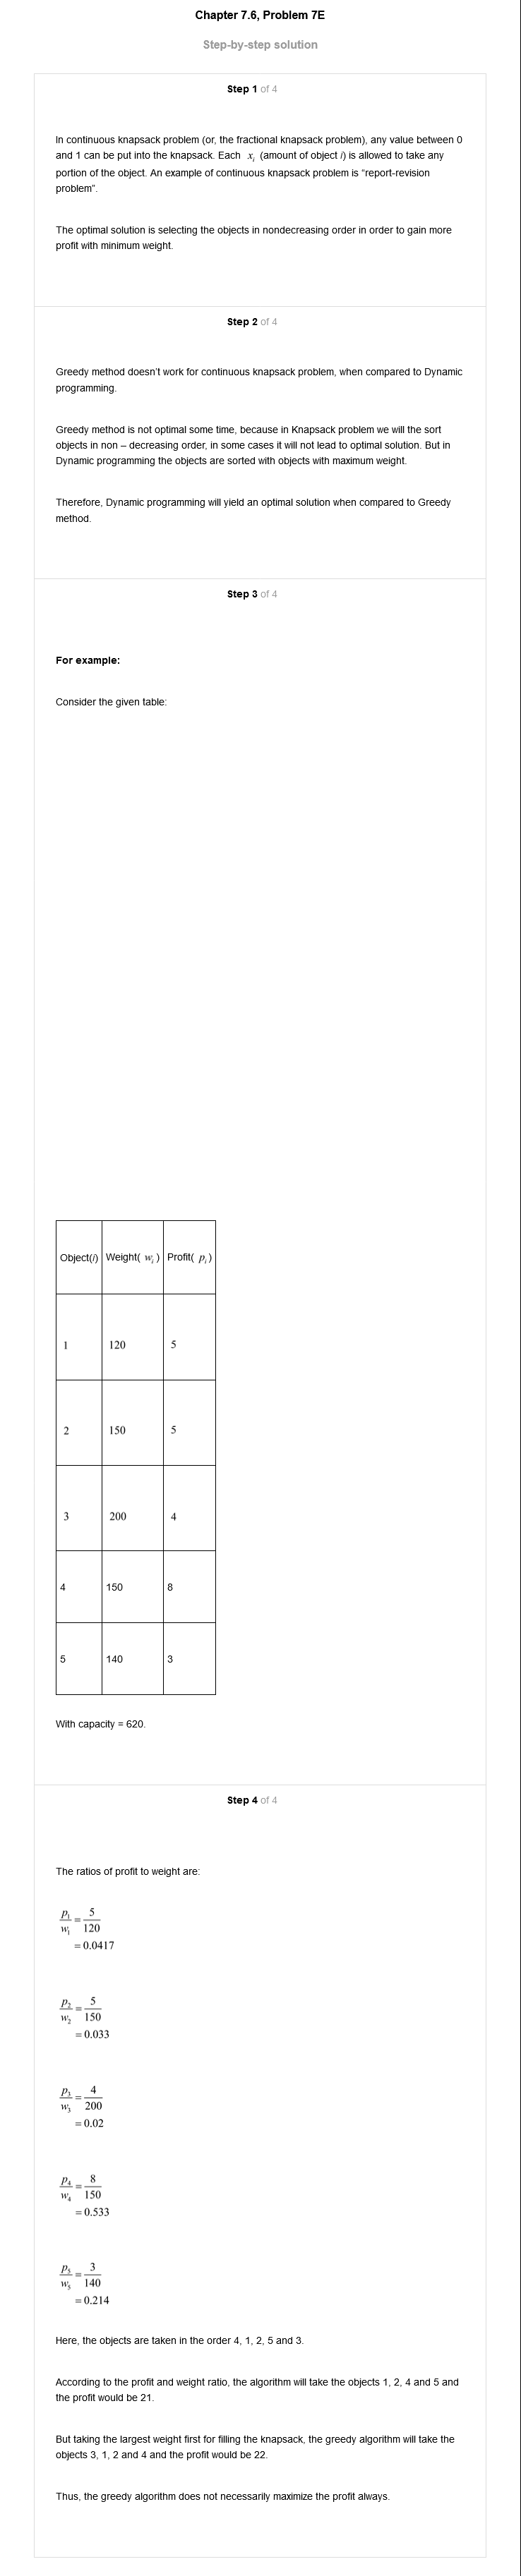 Chapter 7.6, Problem 7E
Step-by-step solution
Step 1 of 4
In continuous knapsack problem (or, the fractional knapsack problem), any value between 0
and 1 can be put into the knapsack. Each x_i (amount of object i) is allowed to take any
portion of the object. An example of continuous knapsack problem is "report-revision
problem".
The optimal solution is selecting the objects in nondecreasing order in order to gain more
profit with minimum weight.
Step 2 of 4
Greedy method doesn't work for continuous knapsack problem, when compared to Dynamic
programming.
Greedy method is not optimal some time, because in Knapsack problem we will the sort
objects in non – decreasing order, in some cases it will not lead to optimal solution. But in
Dynamic programming the objects are sorted with objects with maximum weight.
Therefore, Dynamic programming will yield an optimal solution when compared to Greedy
method.
Step 3 of 4
For example:
Consider the given table:
Object(i) Weight( w_i ) Profit( p_i )
1 120 5
2 150 5
3 200 4
4 150 8
5 140 3
With capacity = 620.
Step 4 of 4
The ratios of profit to weight are:
p_1/w_1 = 5/120
= 0.0417
p_2/w_2 = 5/150
= 0.033
p_3/w_3 = 4/200
= 0.02
p_4/w_4 = 8/150
= 0.533
p_5/w_5 = 3/140
= 0.214
Here, the objects are taken in the order 4, 1, 2, 5 and 3.
According to the profit and weight ratio, the algorithm will take the objects 1, 2, 4 and 5 and
the profit would be 21.
But taking the largest weight first for filling the knapsack, the greedy algorithm will take the
objects 3, 1, 2 and 4 and the profit would be 22.
Thus, the greedy algorithm does not necessarily maximize the profit always.